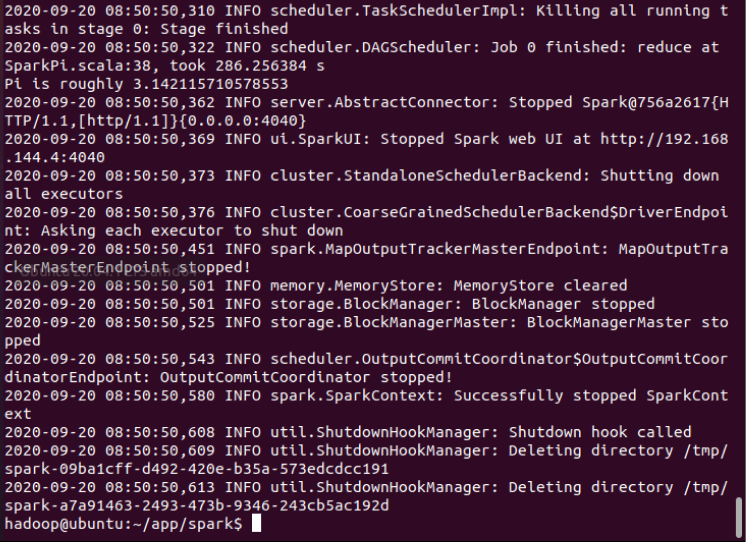 2020-09-20 08:50:50,310 INFO scheduler.TaskSchedulerImpl: Killing all running t
asks in stage 0: Stage finished
2020-09-20 08:50:50,322 INFO scheduler.DAGScheduler: Job 0 finished: reduce at
SparkPi.scala:38, took 286.256384 s
Pi is roughly 3.142115710578553
2020-09-20 08:50:50,362 INFO server.AbstractConnector: Stopped Spark@756a2617{H
TTP/1.1,[http/1.1]}{0.0.0.0:4040}
2020-09-20 08:50:50,369 INFO ui.SparkUI: Stopped Spark web UI at http://192.168
.144.4:4040
2020-09-20 08:50:50,373 INFO cluster.StandaloneSchedulerBackend: Shutting down
all executors
2020-09-20 08:50:50,376 INFO cluster.CoarseGrainedSchedulerBackend$DriverEndpoi
nt: Asking each executor to shut down
2020-09-20 08:50:50,451 INFO spark.MapOutputTrackerMasterEndpoint: MapOutputTra
ckerMasterEndpoint stopped!
2020-09-20 08:50:50,501 INFO memory.MemoryStore: MemoryStore cleared
2020-09-20 08:50:50,501 INFO storage.BlockManager: BlockManager stopped
2020-09-20 08:50:50,525 INFO storage.BlockManagerMaster: BlockManagerMaster sto
pped
2020-09-20 08:50:50,543 INFO scheduler.OutputCommitCoordinator$OutputCommitCoor
dinatorEndpoint: OutputCommitCoordinator stopped!
2020-09-20 08:50:50,580 INFO spark.SparkContext: Successfully stopped SparkCont
ext
2020-09-20 08:50:50,608 INFO util.ShutdownHookManager: Shutdown hook called
2020-09-20 08:50:50,609 INFO util.ShutdownHookManager: Deleting directory /tmp/
spark-09ba1cff-d492-420e-b35a-573edcdcc191
2020-09-20 08:50:50,613 INFO util.ShutdownHookManager: Deleting directory /tmp/
spark-a7a91463-2493-473b-9346-243cb5ac192d
hadoop@ubuntu:~/app/spark$